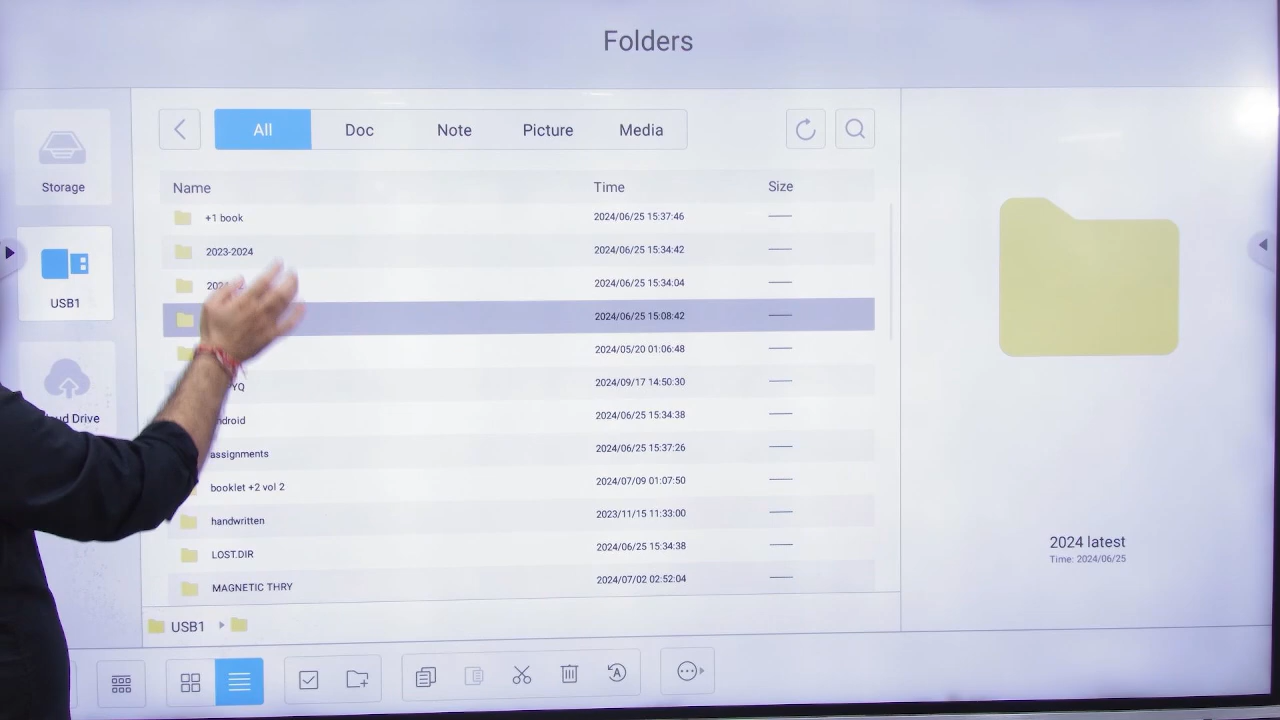 Folders
All Doc Note Picture Media
Storage
USB1
Drive
Name Time Size
+1 book 2024/06/25 15:37:46
2023-2024 2024/06/25 15:34:42
2024/06/25 15:34:04
2024/06/25 15:08:42
2024/05/20 01:06:48
YQ 2024/09/17 14:50:30
ndroid 2024/06/25 15:34:38
assignments 2024/06/25 15:37:26
booklet +2 vol 2 2024/07/09 01:07:50
handwritten 2023/11/15 11:33:00
LOST.DIR 2024/06/25 15:34:38
MAGNETIC THRY 2024/07/02 02:52:04
USB1
2024 latest
Time: 2024/06/25